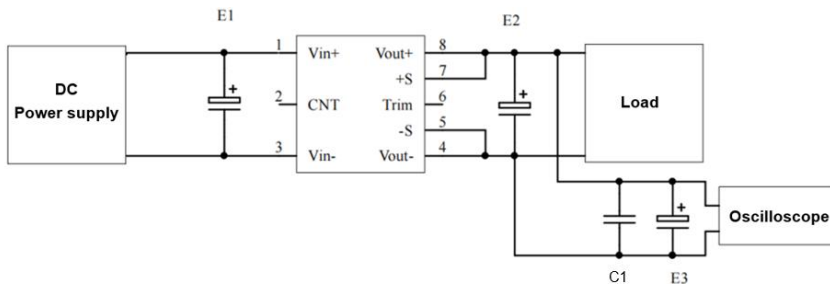 E1
E2
DC
Power supply
1
Vin+
Vout+
8
+S
7
2
CNT
Trim
6
-S
5
3
Vin-
Vout-
4
+
+
Load
+
Oscilloscope
C1
E3